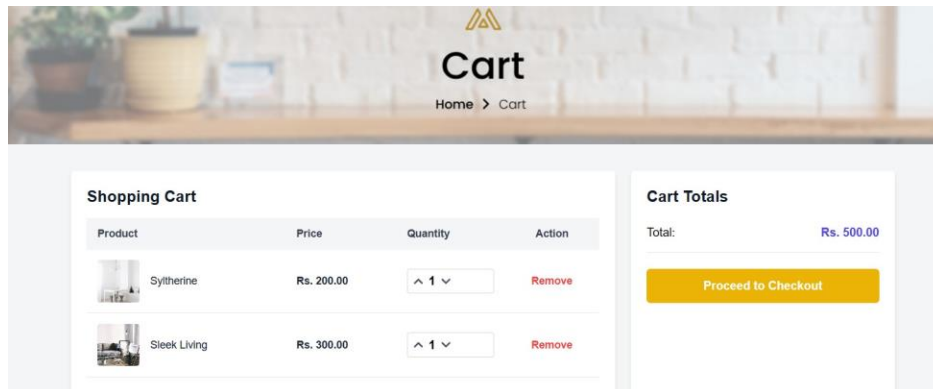 Cart
Home > Cart
Shopping Cart
Product Price Quantity Action
Syltherine Rs. 200.00 1 Remove
Sleek Living Rs. 300.00 1 Remove
Cart Totals
Total: Rs. 500.00
Proceed to Checkout